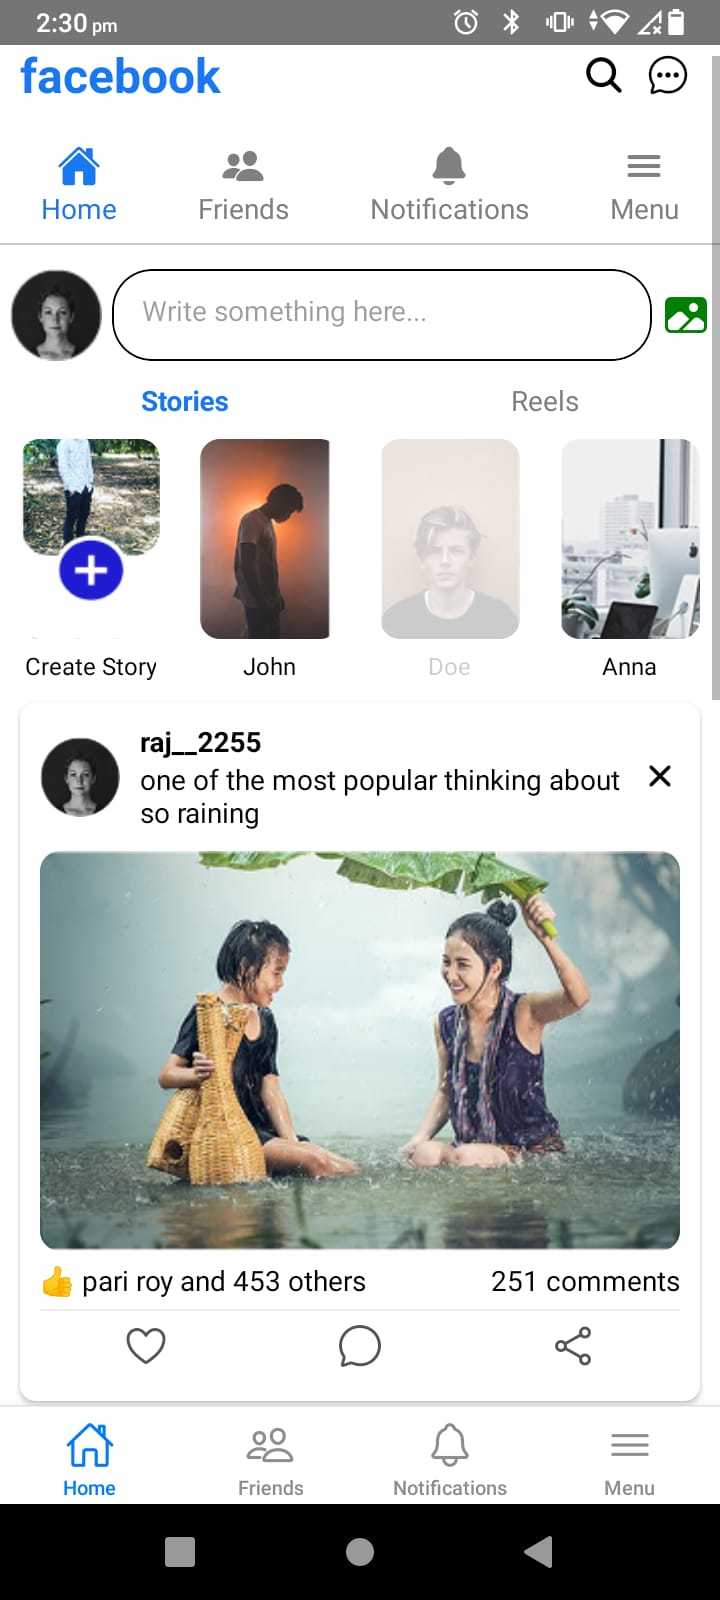 2:30 pm
facebook
Home Friends Notifications Menu
Write something here...
Stories Reels
Create Story John Doe Anna
raj__2255
one of the most popular thinking about
so raining
👍 pari roy and 453 others 251 comments
Home Friends Notifications Menu